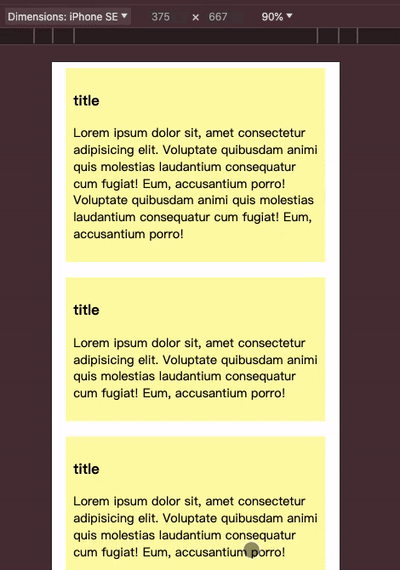 Dimensions: iPhone SE ▼ 375 × 667 90% ▼
title
Lorem ipsum dolor sit, amet consectetur
adipisicing elit. Voluptate quibusdam animi
quis molestias laudantium consequatur
cum fugiat! Eum, accusantium porro!
Voluptate quibusdam animi quis molestias
laudantium consequatur cum fugiat! Eum,
accusantium porro!
title
Lorem ipsum dolor sit, amet consectetur
adipisicing elit. Voluptate quibusdam animi
quis molestias laudantium consequatur
cum fugiat! Eum, accusantium porro!
title
Lorem ipsum dolor sit, amet consectetur
adipisicing elit. Voluptate quibusdam animi
quis molestias laudantium consequatur
cum fugiat! Eum, accusantium porro!